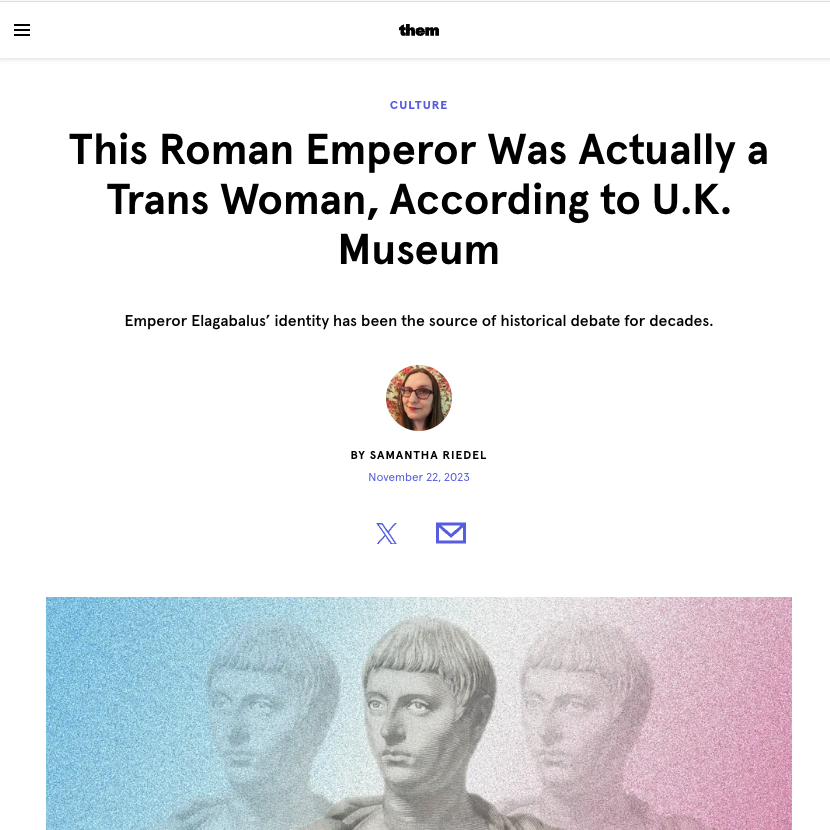 them
CULTURE
This Roman Emperor Was Actually a
Trans Woman, According to U.K.
Museum
Emperor Elagabalus’ identity has been the source of historical debate for decades.
BY SAMANTHA RIEDEL
November 22, 2023